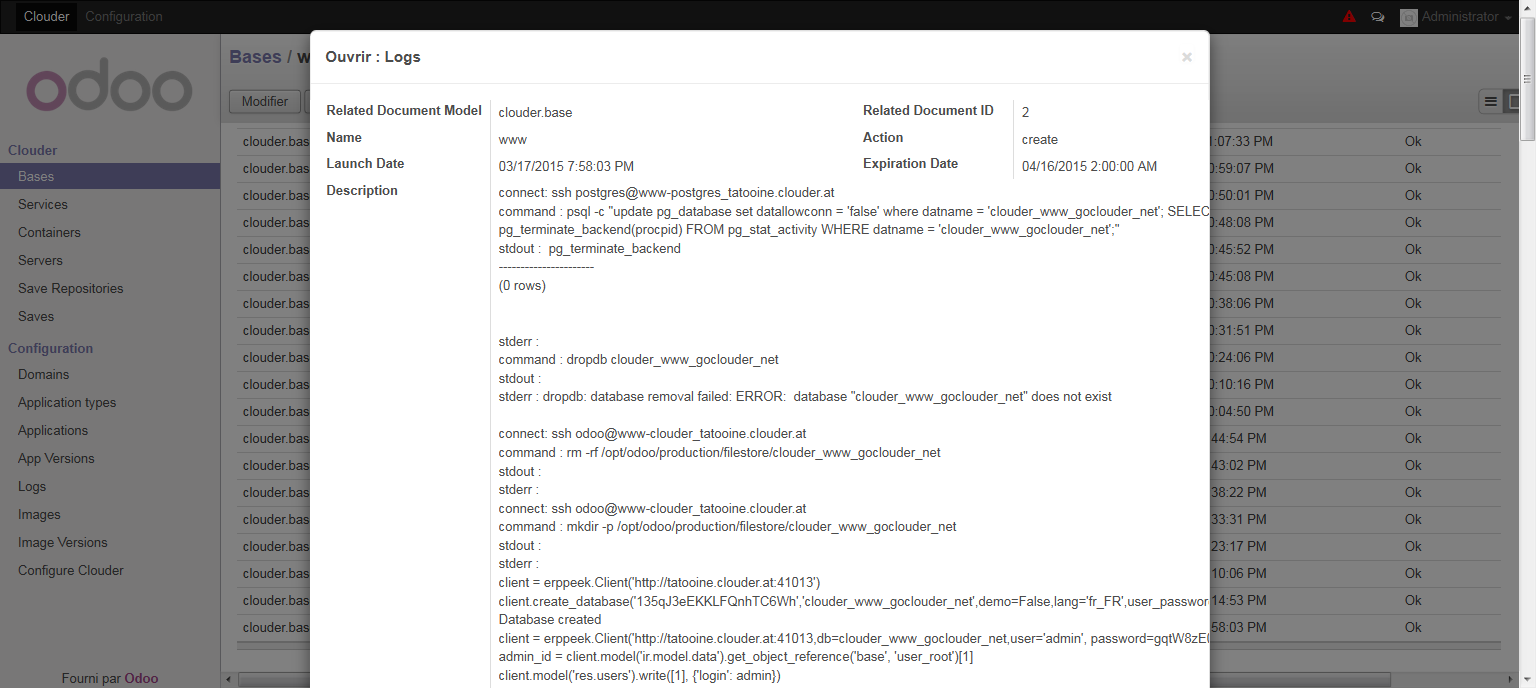 Clouder Configuration Administrator
odoo
Bases / w
Modifier
Clouder
Bases
Services
Containers
Servers
Save Repositories
Saves
Configuration
Domains
Application types
Applications
App Versions
Logs
Images
Image Versions
Configure Clouder
Fourni par Odoo
Ouvrir : Logs
×
Related Document Model clouder.base Related Document ID 2
Name www Action create
Launch Date 03/17/2015 7:58:03 PM Expiration Date 04/16/2015 2:00:00 AM
Description
connect: ssh postgres@www-postgres_tatooine.clouder.at
command : psql -c "update pg_database set datallowconn = 'false' where datname = 'clouder_www_goclouder_net'; SELEC
pg_terminate_backend(procpid) FROM pg_stat_activity WHERE datname = 'clouder_www_goclouder_net';"
stdout :  pg_terminate_backend
----------------------
(0 rows)
stderr :
command : dropdb clouder_www_goclouder_net
stdout :
stderr : dropdb: database removal failed: ERROR:  database "clouder_www_goclouder_net" does not exist
connect: ssh odoo@www-clouder_tatooine.clouder.at
command : rm -rf /opt/odoo/production/filestore/clouder_www_goclouder_net
stdout :
stderr :
connect: ssh odoo@www-clouder_tatooine.clouder.at
command : mkdir -p /opt/odoo/production/filestore/clouder_www_goclouder_net
stdout :
stderr :
client = erppeek.Client('http://tatooine.clouder.at:41013')
client.create_database('135qJ3eEKKLFQnhTC6Wh','clouder_www_goclouder_net',demo=False,lang='fr_FR',user_passwor
Database created
client = erppeek.Client('http://tatooine.clouder.at:41013,db=clouder_www_goclouder_net,user='admin', password=gqtW8zE
admin_id = client.model('ir.model.data').get_object_reference('base', 'user_root')[1]
client.model('res.users').write([1], {'login': admin})
clouder.bas :07:33 PM Ok
clouder.bas :59:07 PM Ok
clouder.bas :50:01 PM Ok
clouder.bas :48:08 PM Ok
clouder.bas :45:52 PM Ok
clouder.bas :45:08 PM Ok
clouder.bas :38:06 PM Ok
clouder.bas :31:51 PM Ok
clouder.bas :24:06 PM Ok
clouder.bas :10:16 PM Ok
clouder.bas :04:50 PM Ok
clouder.bas 44:54 PM Ok
clouder.bas 43:02 PM Ok
clouder.bas 38:22 PM Ok
clouder.bas 33:31 PM Ok
clouder.bas 23:17 PM Ok
clouder.bas 10:06 PM Ok
clouder.bas 14:53 PM Ok
clouder.bas 58:03 PM Ok